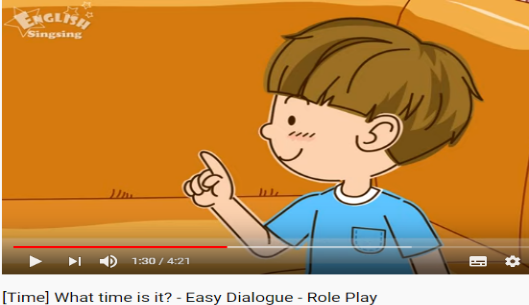 ENGLISH
Singsing
1:30 / 4:21
[Time] What time is it? - Easy Dialogue - Role Play